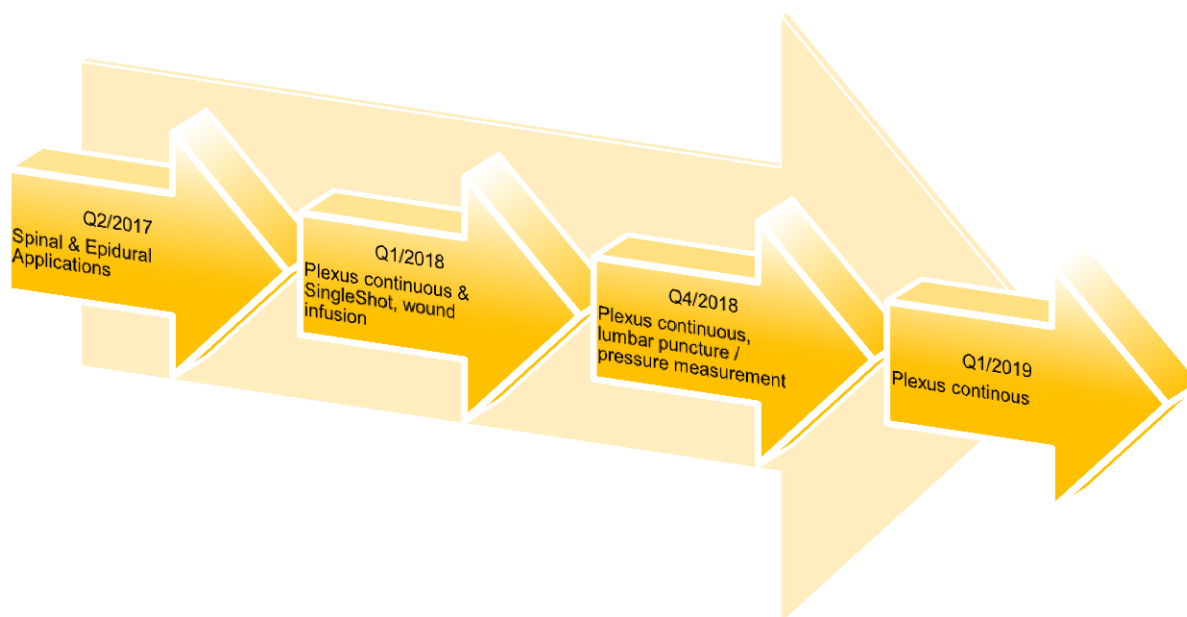 Q2/2017
Spinal & Epidural
Applications
Q1/2018
Plexus continuous &
SingleShot, wound
infusion
Q4/2018
Plexus continuous,
lumbar puncture /
pressure measurement
Q1/2019
Plexus continous